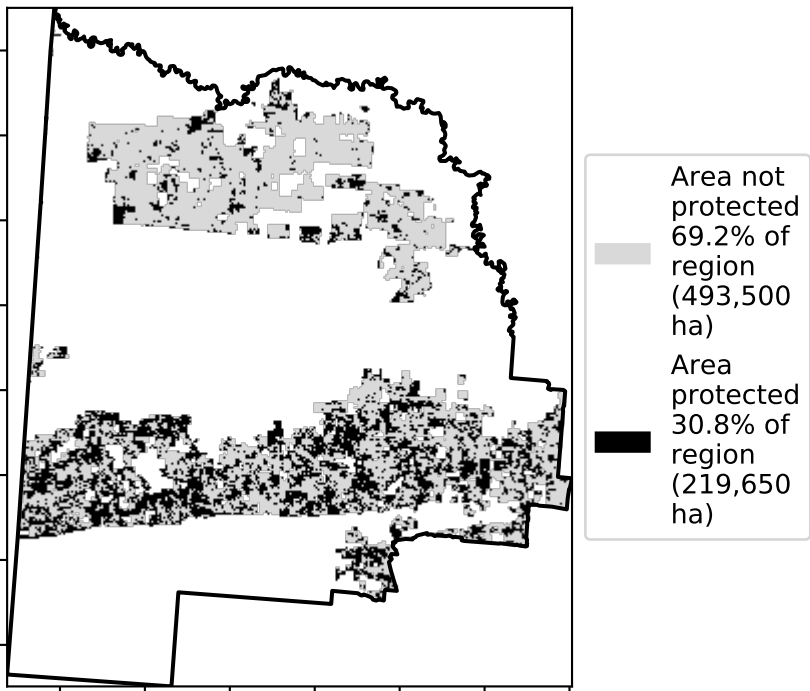 Area not
protected
69.2% of
region
(493,500
ha)
Area
protected
30.8% of
region
(219,650
ha)